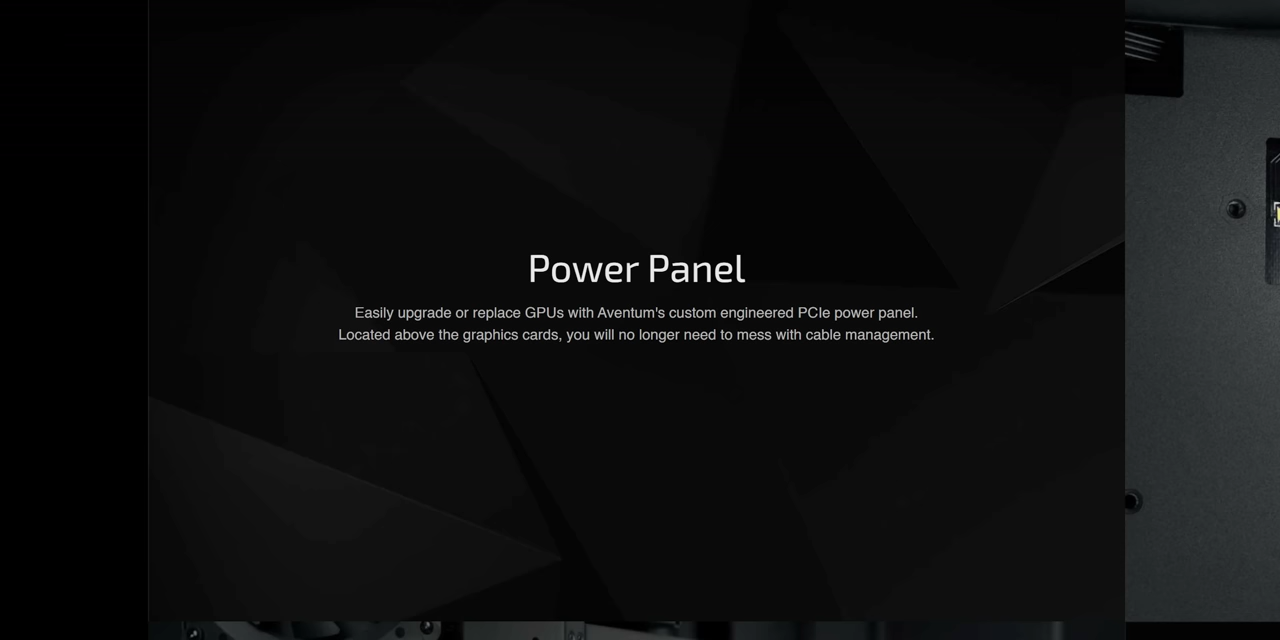 Power Panel
Easily upgrade or replace GPUs with Aventum's custom engineered PCIe power panel.
Located above the graphics cards, you will no longer need to mess with cable management.